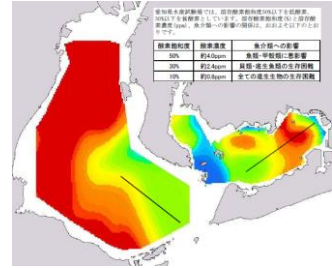 愛知県水産試験場では、溶存酸素飽和度50%以下を低酸素、
30%以下を貧酸素としています。溶存酸素飽和度(%)と溶存酸
素濃度(ppm)、魚介類への影響の関係は、おおよそ以下のとお
りです。
酸素飽和度 酸素濃度 魚介類への影響
50% 約4.0ppm 魚類・甲殻類に悪影響
30% 約2.4ppm 貝類・底生魚類の生存困難
10% 約0.8ppm 全ての底生生物の生存困難